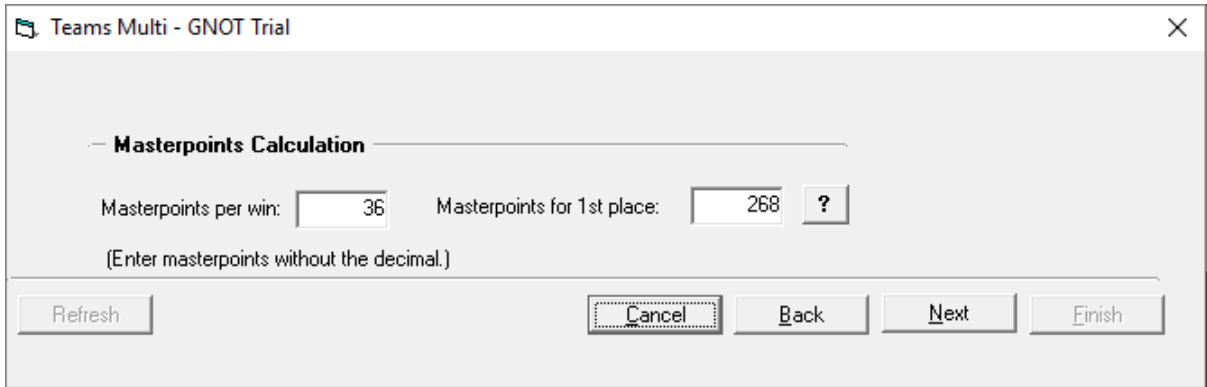 Teams Multi - GNOT Trial
Masterpoints Calculation
Masterpoints per win: 36 Masterpoints for 1st place: 268 ?
(Enter masterpoints without the decimal.)
Refresh Cancel Back Next Finish